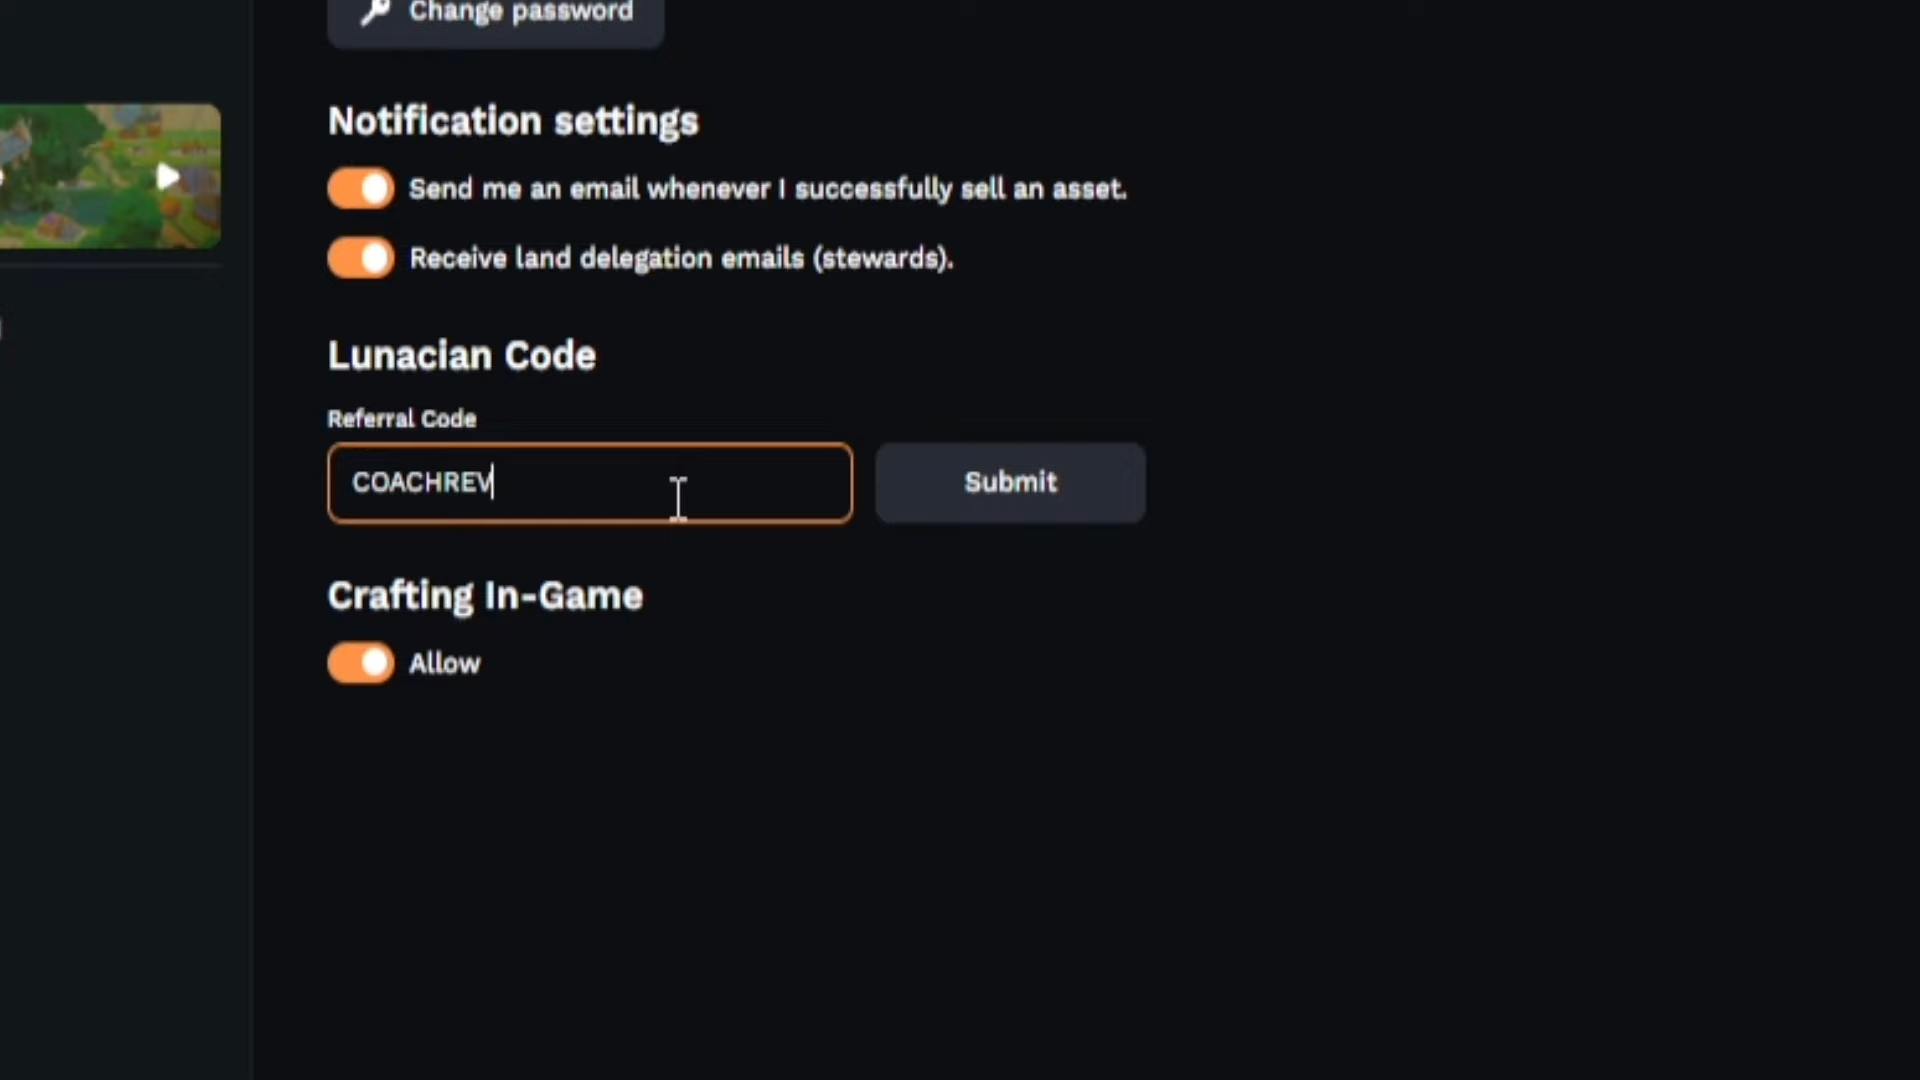 Change password
Notification settings
Send me an email whenever I successfully sell an asset.
Receive land delegation emails (stewards).
Lunacian Code
Referral Code
COACHREV
Submit
Crafting In-Game
Allow